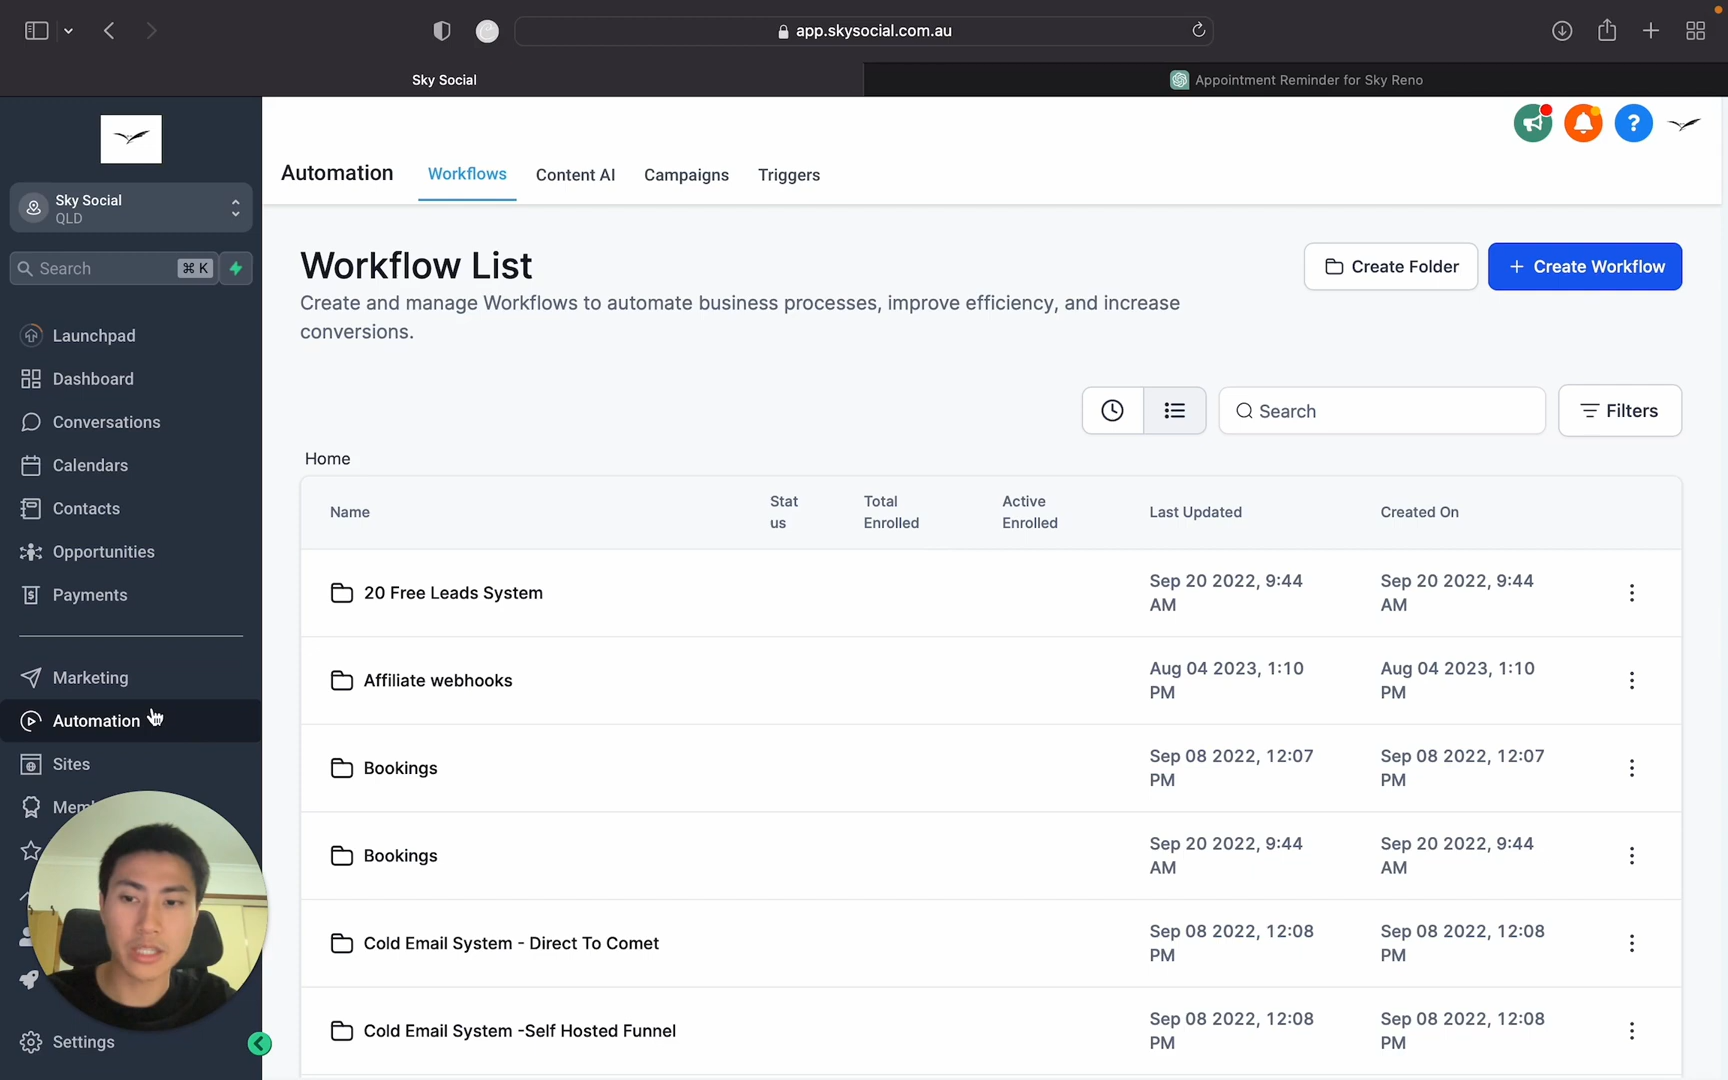 app.skysocial.com.au
Sky Social
Appointment Reminder for Sky Reno
Sky Social
QLD
Search ⌘ K
Launchpad
Dashboard
Conversations
Calendars
Contacts
Opportunities
Payments
Marketing
Automation
Sites
Settings
Automation Workflows Content AI Campaigns Triggers
?
Workflow List
Create Folder
+ Create Workflow
Create and manage Workflows to automate business processes, improve efficiency, and increase
conversions.
Search
Filters
Home
Name
Stat
us
Total
Enrolled
Active
Enrolled
Last Updated
Created On
20 Free Leads System
Sep 20 2022, 9:44
AM
Sep 20 2022, 9:44
AM
Affiliate webhooks
Aug 04 2023, 1:10
PM
Aug 04 2023, 1:10
PM
Bookings
Sep 08 2022, 12:07
PM
Sep 08 2022, 12:07
PM
Bookings
Sep 20 2022, 9:44
AM
Sep 20 2022, 9:44
AM
Cold Email System - Direct To Comet
Sep 08 2022, 12:08
PM
Sep 08 2022, 12:08
PM
Cold Email System -Self Hosted Funnel
Sep 08 2022, 12:08
PM
Sep 08 2022, 12:08
PM